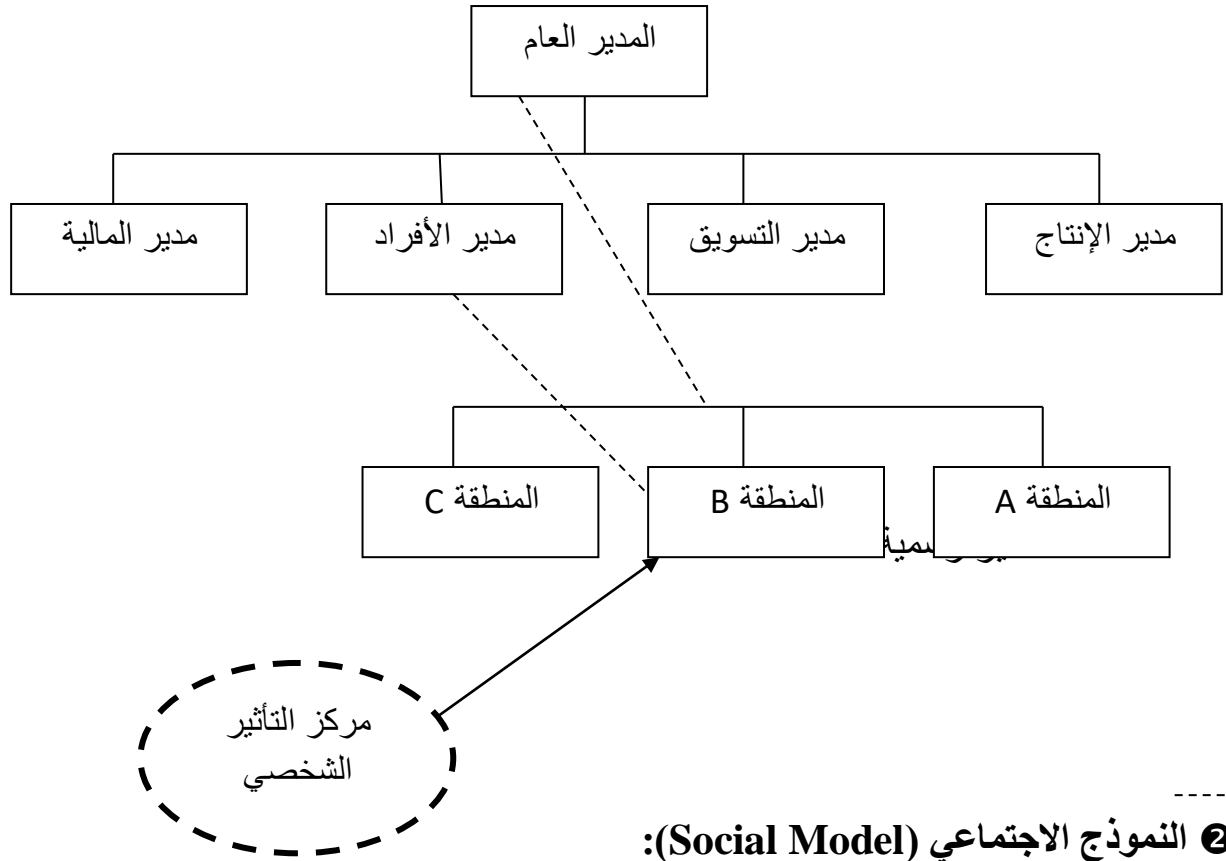 المدير العام
مدير الإنتاج
مدير التسويق
مدير الأفراد
مدير المالية
المنطقة A
المنطقة B
المنطقة C
مركز التأثير
الشخصي
❷ النموذج الاجتماعي (Social Model):